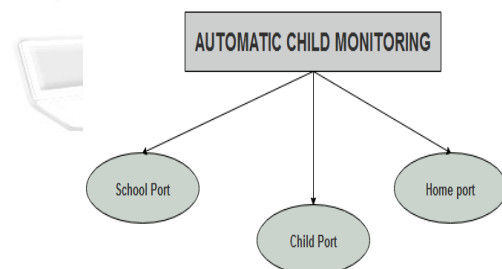 AUTOMATIC CHILD MONITORING
School Port
Home port
Child Port